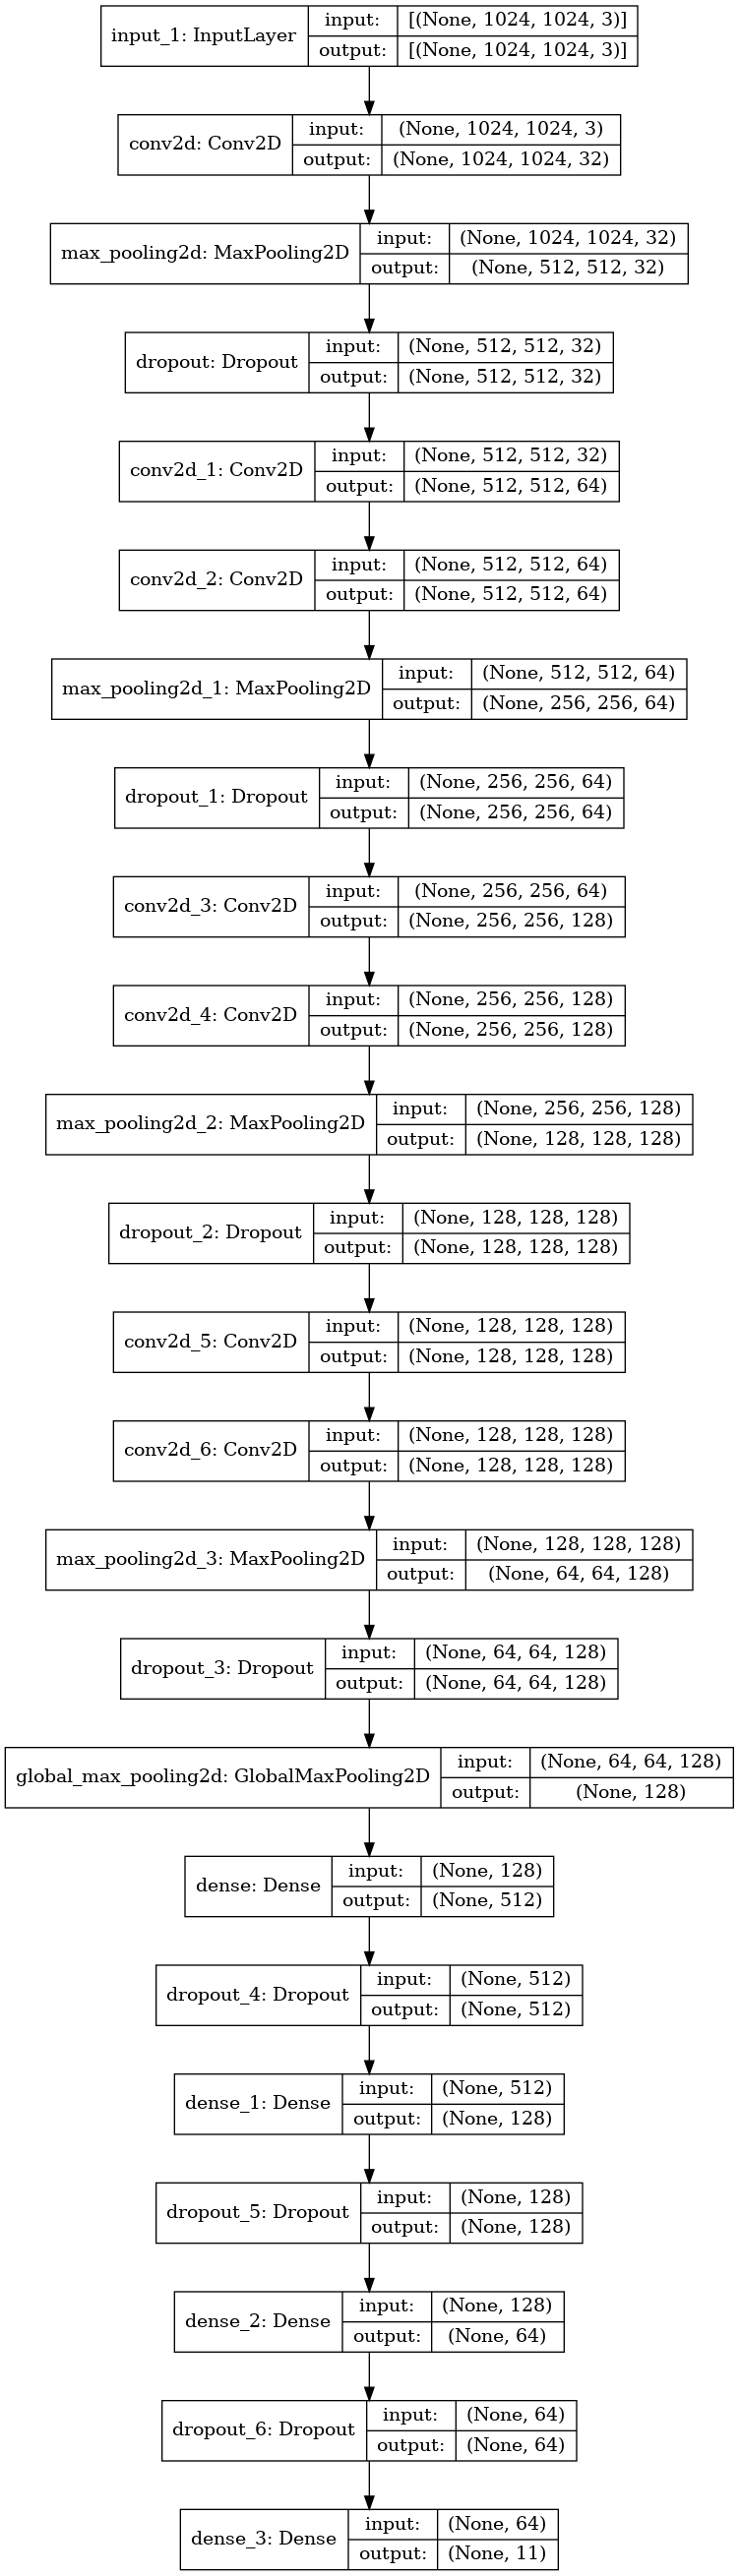 input_1: InputLayer
input: [(None, 1024, 1024, 3)]
output: [(None, 1024, 1024, 3)]
conv2d: Conv2D
input: (None, 1024, 1024, 3)
output: (None, 1024, 1024, 32)
max_pooling2d: MaxPooling2D
input: (None, 1024, 1024, 32)
output: (None, 512, 512, 32)
dropout: Dropout
input: (None, 512, 512, 32)
output: (None, 512, 512, 32)
conv2d_1: Conv2D
input: (None, 512, 512, 32)
output: (None, 512, 512, 64)
conv2d_2: Conv2D
input: (None, 512, 512, 64)
output: (None, 512, 512, 64)
max_pooling2d_1: MaxPooling2D
input: (None, 512, 512, 64)
output: (None, 256, 256, 64)
dropout_1: Dropout
input: (None, 256, 256, 64)
output: (None, 256, 256, 64)
conv2d_3: Conv2D
input: (None, 256, 256, 64)
output: (None, 256, 256, 128)
conv2d_4: Conv2D
input: (None, 256, 256, 128)
output: (None, 256, 256, 128)
max_pooling2d_2: MaxPooling2D
input: (None, 256, 256, 128)
output: (None, 128, 128, 128)
dropout_2: Dropout
input: (None, 128, 128, 128)
output: (None, 128, 128, 128)
conv2d_5: Conv2D
input: (None, 128, 128, 128)
output: (None, 128, 128, 128)
conv2d_6: Conv2D
input: (None, 128, 128, 128)
output: (None, 128, 128, 128)
max_pooling2d_3: MaxPooling2D
input: (None, 128, 128, 128)
output: (None, 64, 64, 128)
dropout_3: Dropout
input: (None, 64, 64, 128)
output: (None, 64, 64, 128)
global_max_pooling2d: GlobalMaxPooling2D
input: (None, 64, 64, 128)
output: (None, 128)
dense: Dense
input: (None, 128)
output: (None, 512)
dropout_4: Dropout
input: (None, 512)
output: (None, 512)
dense_1: Dense
input: (None, 512)
output: (None, 128)
dropout_5: Dropout
input: (None, 128)
output: (None, 128)
dense_2: Dense
input: (None, 128)
output: (None, 64)
dropout_6: Dropout
input: (None, 64)
output: (None, 64)
dense_3: Dense
input: (None, 64)
output: (None, 11)